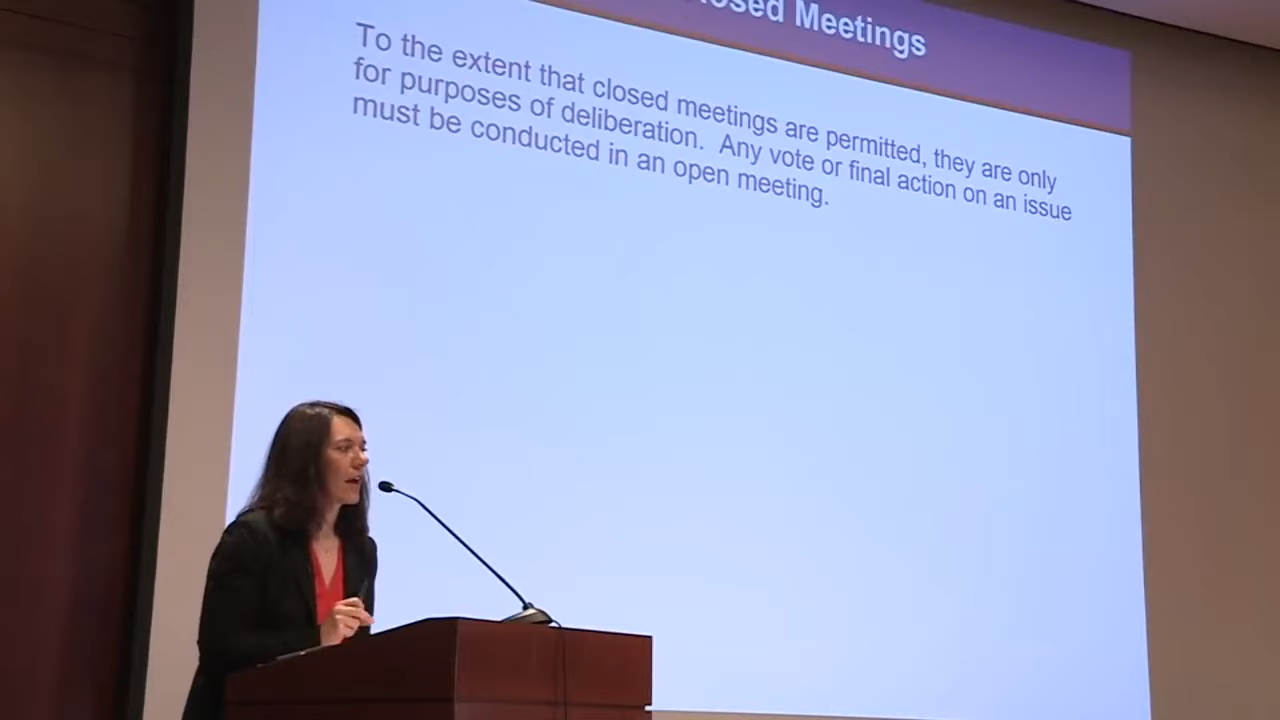 Meetings
To the extent that closed meetings are permitted, they are only
for purposes of deliberation. Any vote or final action on an issue
must be conducted in an open meeting.